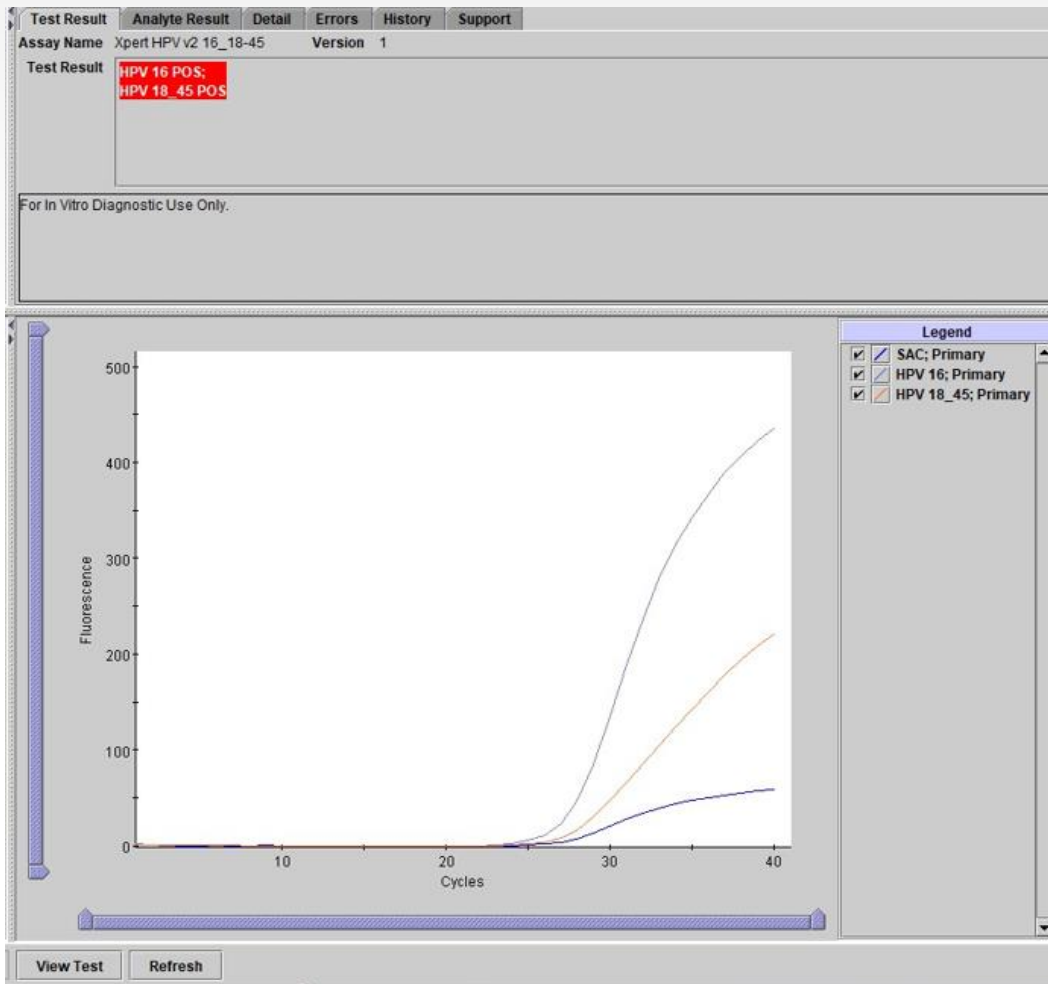 Test Result Analyte Result Detail Errors History Support
Assay Name Xpert HPV v2 16_18-45 Version 1
Test Result HPV 16 POS;
HPV 18_45 POS
For In Vitro Diagnostic Use Only.
Legend
SAC; Primary
HPV 16; Primary
HPV 18_45; Primary
500
400
300
200
100
0
Fluorescence
10 20 30 40
Cycles
View Test Refresh